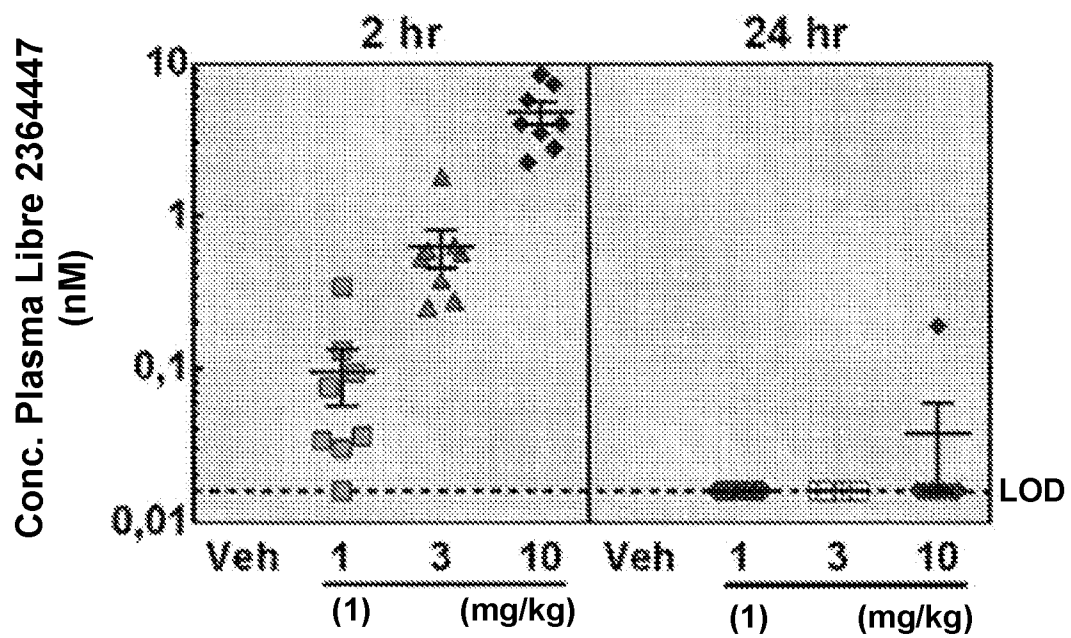 2 hr 24 hr
Conc. Plasma Libre 2364447
(nM)
10
1
0,1
0,01
LOD
Veh 1 3 10 Veh 1 3 10
(1) (mg/kg) (1) (mg/kg)